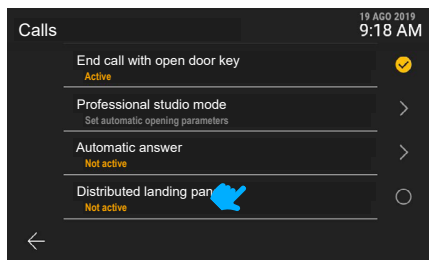 19 AGO 2019
Calls
9:18 AM
End call with open door key
Active
Professional studio mode
Set automatic opening parameters
Automatic answer
Not active
Distributed landing pan
Not active